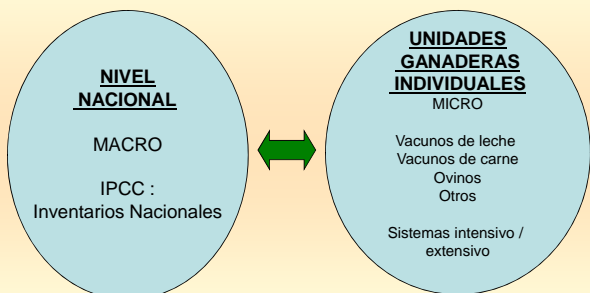 NIVEL
NACIONAL
MACRO
IPCC :
Inventarios Nacionales
UNIDADES
GANADERAS
INDIVIDUALES
MICRO
Vacunos de leche
Vacunos de carne
Ovinos
Otros
Sistemas intensivo /
extensivo